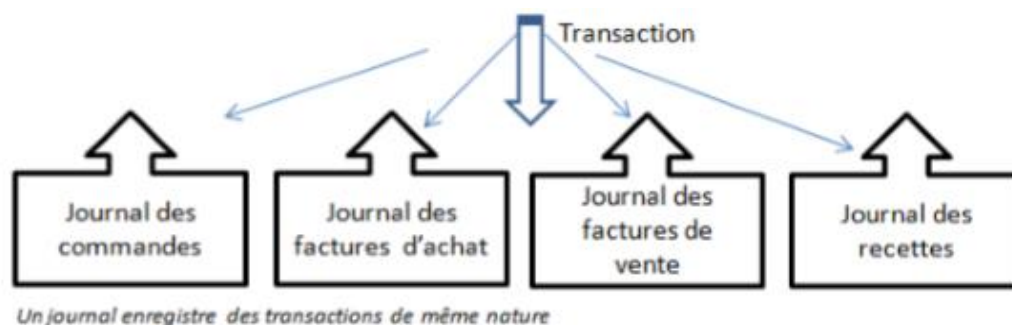 Transaction
Journal des
commandes
Journal des
factures d'achat
Journal des
factures de
vente
Journal des
recettes
Un journal enregistre des transactions de même nature